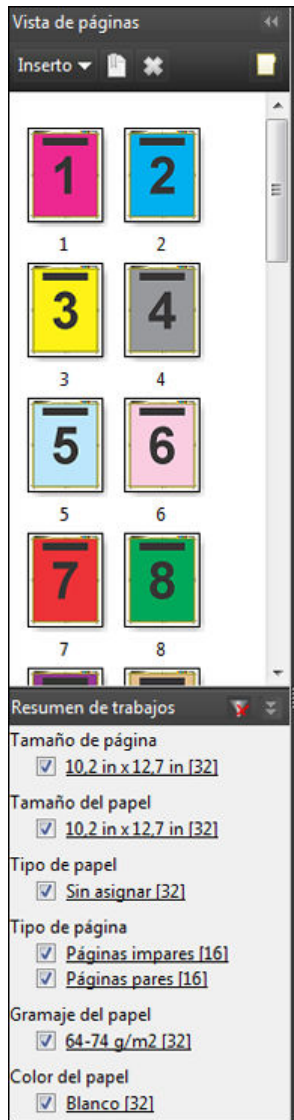 Vista de páginas
Inserto
1 2
1 2
3 4
3 4
5 6
5 6
7 8
7 8
Resumen de trabajos
Tamaño de página
10,2 in x 12,7 in [32]
Tamaño del papel
10,2 in x 12,7 in [32]
Tipo de papel
Sin asignar [32]
Tipo de página
Páginas impares [16]
Páginas pares [16]
Gramaje del papel
64-74 g/m2 [32]
Color del papel
Blanco [32]